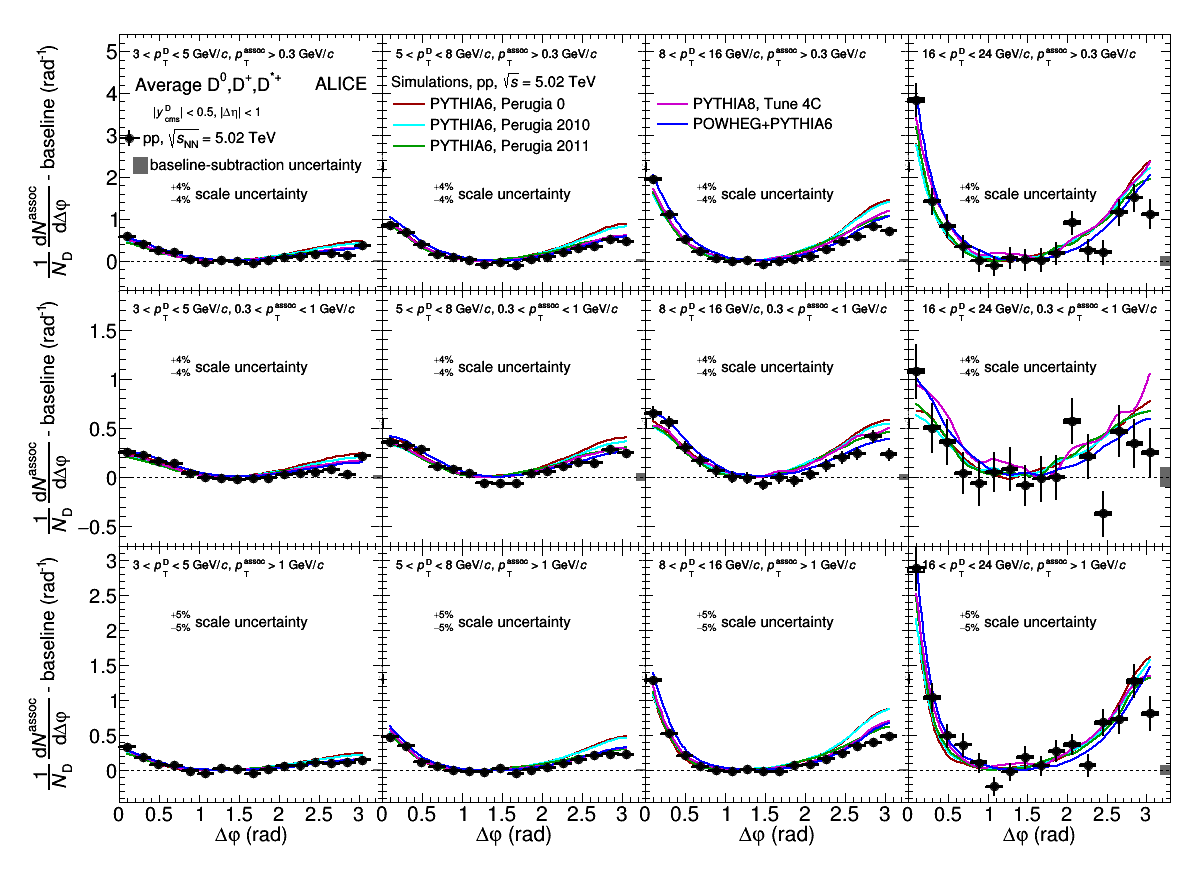 3 < p_T^D < 5 GeV/c, p_T^assoc > 0.3 GeV/c
5 < p_T^D < 8 GeV/c, p_T^assoc > 0.3 GeV/c
8 < p_T^D < 16 GeV/c, p_T^assoc > 0.3 GeV/c
16 < p_T^D < 24 GeV/c, p_T^assoc > 0.3 GeV/c
Average D^0,D^+,D^*+ ALICE
|y_cms^D| < 0.5, |Δη| < 1
pp, √s_NN = 5.02 TeV
baseline-subtraction uncertainty
+4% −4% scale uncertainty
Simulations, pp, √s = 5.02 TeV
PYTHIA6, Perugia 0
PYTHIA6, Perugia 2010
PYTHIA6, Perugia 2011
+4% −4% scale uncertainty
PYTHIA8, Tune 4C
POWHEG+PYTHIA6
+4% −4% scale uncertainty
+4% −4% scale uncertainty
1/N_D dN^assoc/dΔφ - baseline (rad^-1)
5
4
3
2
1
0
3 < p_T^D < 5 GeV/c, 0.3 < p_T^assoc < 1 GeV/c
5 < p_T^D < 8 GeV/c, 0.3 < p_T^assoc < 1 GeV/c
8 < p_T^D < 16 GeV/c, 0.3 < p_T^assoc < 1 GeV/c
16 < p_T^D < 24 GeV/c, 0.3 < p_T^assoc < 1 GeV/c
+4% −4% scale uncertainty
+4% −4% scale uncertainty
+4% −4% scale uncertainty
+4% −4% scale uncertainty
1/N_D dN^assoc/dΔφ - baseline (rad^-1)
1.5
1
0.5
0
−0.5
3 < p_T^D < 5 GeV/c, p_T^assoc > 1 GeV/c
5 < p_T^D < 8 GeV/c, p_T^assoc > 1 GeV/c
8 < p_T^D < 16 GeV/c, p_T^assoc > 1 GeV/c
16 < p_T^D < 24 GeV/c, p_T^assoc > 1 GeV/c
+5% −5% scale uncertainty
+5% −5% scale uncertainty
+5% −5% scale uncertainty
+5% −5% scale uncertainty
1/N_D dN^assoc/dΔφ - baseline (rad^-1)
3
2.5
2
1.5
1
0.5
0
0 0.5 1 1.5 2 2.5 3
0 0.5 1 1.5 2 2.5 3
0 0.5 1 1.5 2 2.5 3
0 0.5 1 1.5 2 2.5 3
Δφ (rad)
Δφ (rad)
Δφ (rad)
Δφ (rad)